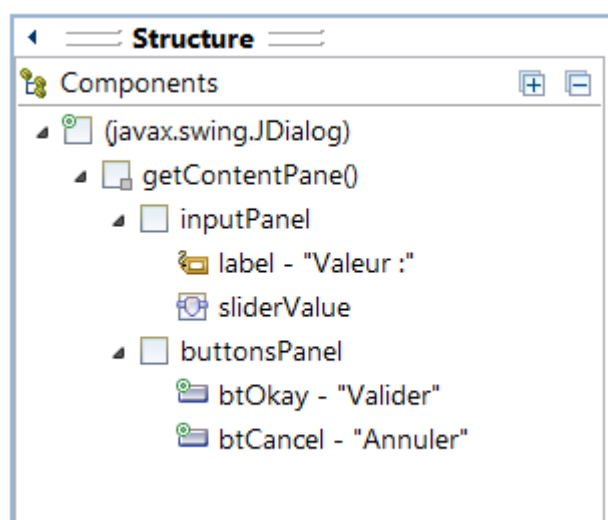 Structure
Components
(javax.swing.JDialog)
getContentPane()
inputPanel
label - "Valeur :"
sliderValue
buttonsPanel
btOkay - "Valider"
btCancel - "Annuler"